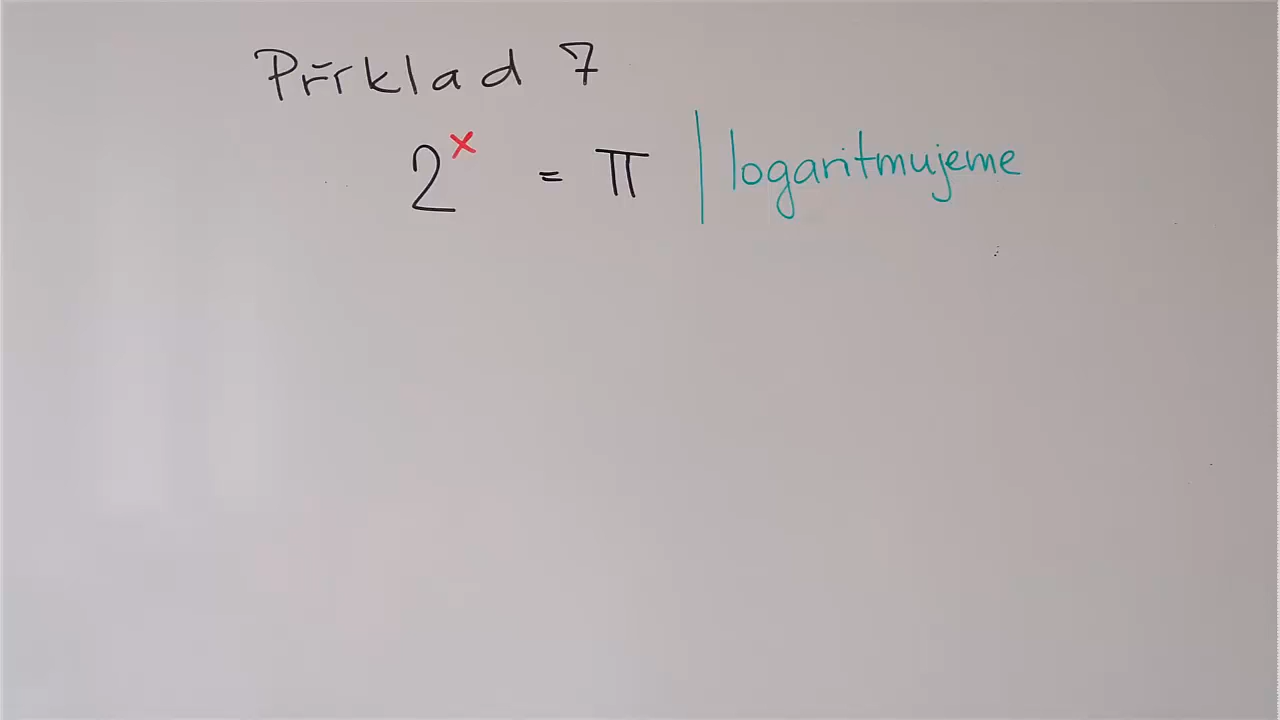 Příklad 7
2^x = π | logaritmujeme